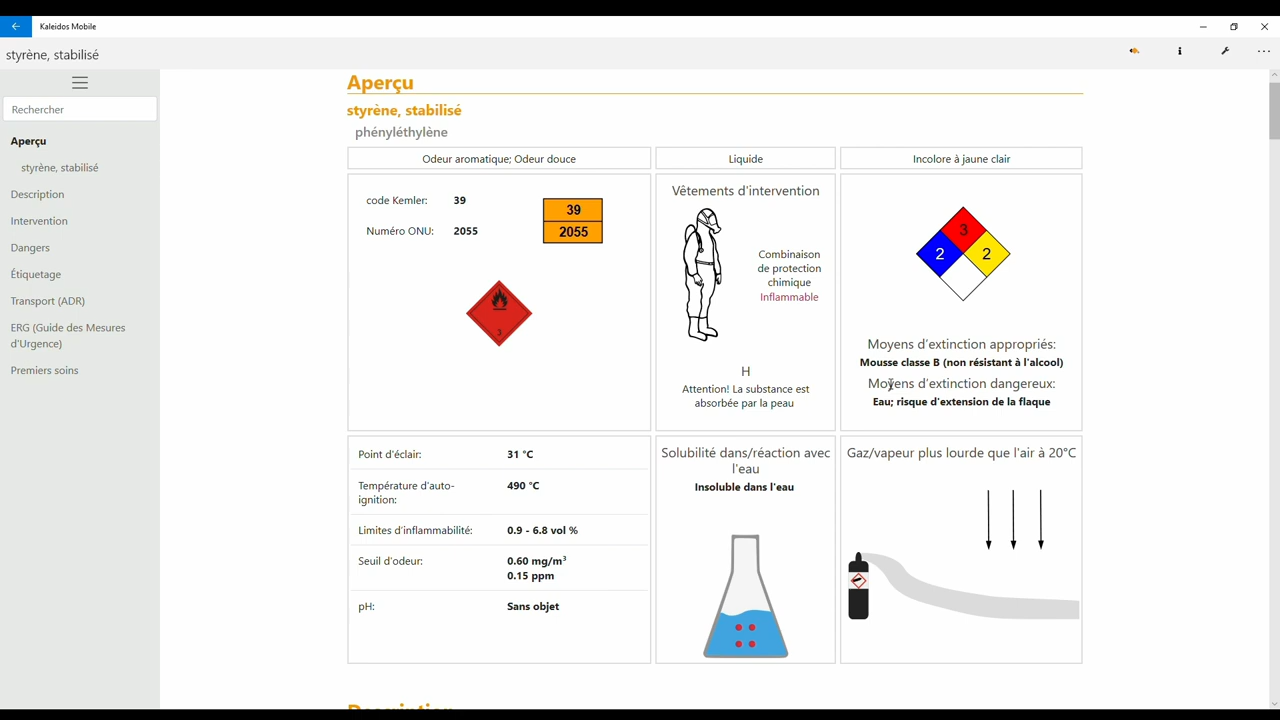 Kaleidos Mobile
styrène, stabilisé
Rechercher
Aperçu
styrène, stabilisé
Description
Intervention
Dangers
Étiquetage
Transport (ADR)
ERG (Guide des Mesures
d'Urgence)
Premiers soins
Aperçu
styrène, stabilisé
phényléthylène
Odeur aromatique; Odeur douce
Liquide
Incolore à jaune clair
code Kemler: 39
Numéro ONU: 2055
39
2055
3
Vêtements d'intervention
Combinaison
de protection
chimique
Inflammable
H
Attention! La substance est
absorbée par la peau
3
2 2
Moyens d'extinction appropriés:
Mousse classe B (non résistant à l'alcool)
Moyens d'extinction dangereux:
Eau; risque d'extension de la flaque
Point d'éclair: 31 °C
Température d'auto-
ignition: 490 °C
Limites d'inflammabilité: 0.9 - 6.8 vol %
Seuil d'odeur: 0.60 mg/m³
0.15 ppm
pH: Sans objet
Solubilité dans/réaction avec
l'eau
Insoluble dans l'eau
Gaz/vapeur plus lourde que l'air à 20°C
Description